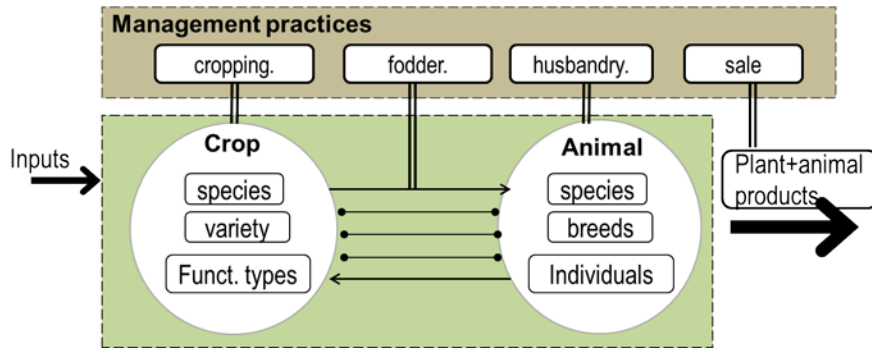 Management practices
cropping.
fodder.
husbandry.
sale
Inputs
Crop
species
variety
Funct. types
Animal
species
breeds
Individuals
Plant+animal
products